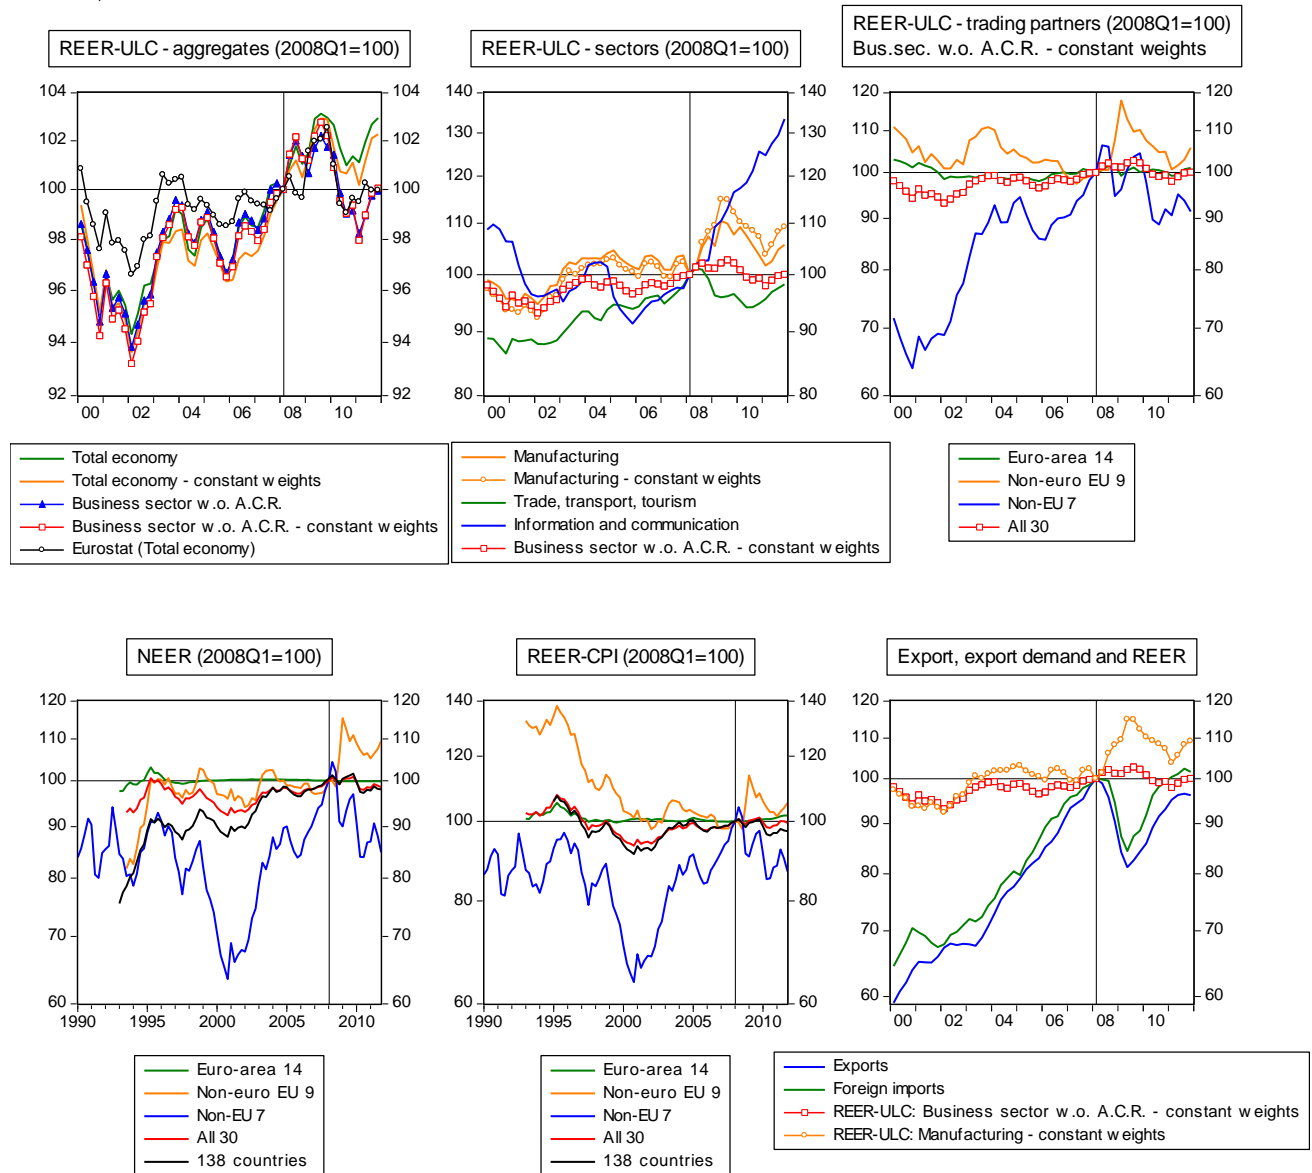 REER-ULC - aggregates (2008Q1=100)
REER-ULC - sectors (2008Q1=100)
REER-ULC - trading partners (2008Q1=100)
Bus.sec. w.o. A.C.R. - constant weights
104 104
102 102
100 100
98 98
96 96
94 94
92 92
00 02 04 06 08 10
140 140
130 130
120 120
110 110
100 100
90 90
80 80
00 02 04 06 08 10
120 120
110 110
100 100
90 90
80 80
70 70
60 60
00 02 04 06 08 10
Total economy
Total economy - constant weights
Business sector w.o. A.C.R.
Business sector w.o. A.C.R. - constant weights
Eurostat (Total economy)
Manufacturing
Manufacturing - constant weights
Trade, transport, tourism
Information and communication
Business sector w.o. A.C.R. - constant weights
Euro-area 14
Non-euro EU 9
Non-EU 7
All 30
NEER (2008Q1=100)
REER-CPI (2008Q1=100)
Export, export demand and REER
120 120
110 110
100 100
90 90
80 80
70 70
60 60
1990 1995 2000 2005 2010
140 140
120 120
100 100
80 80
60 60
1990 1995 2000 2005 2010
120 120
110 110
100 100
90 90
80 80
70 70
60 60
00 02 04 06 08 10
Euro-area 14
Non-euro EU 9
Non-EU 7
All 30
138 countries
Euro-area 14
Non-euro EU 9
Non-EU 7
All 30
138 countries
Exports
Foreign imports
REER-ULC: Business sector w.o. A.C.R. - constant weights
REER-ULC: Manufacturing - constant weights